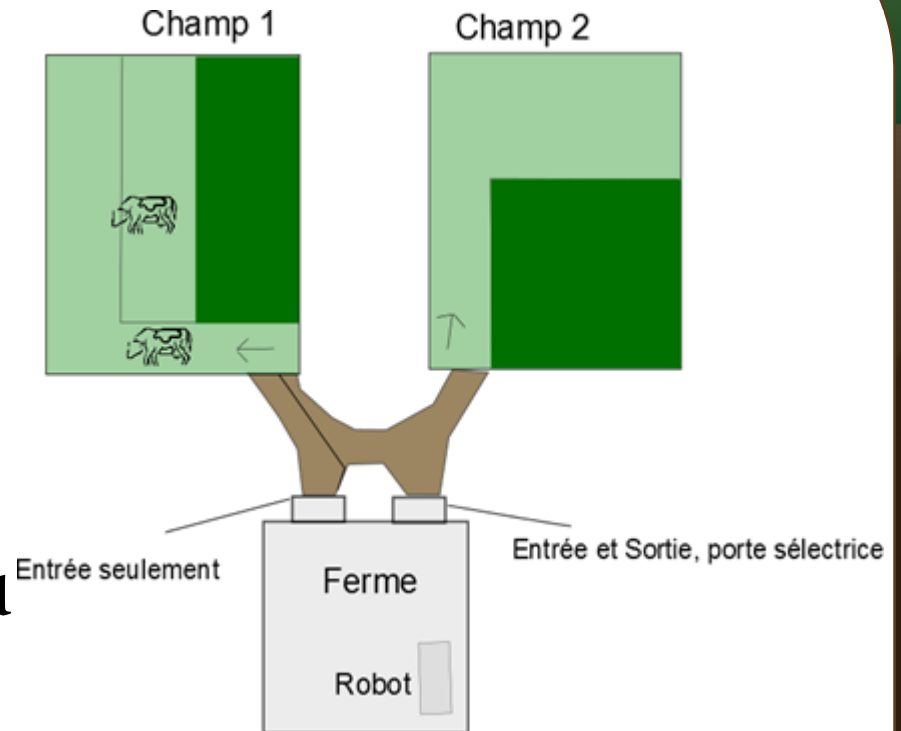 Champ 1
Champ 2
Entrée seulement
Entrée et Sortie, porte sélectrice
Ferme
Robot